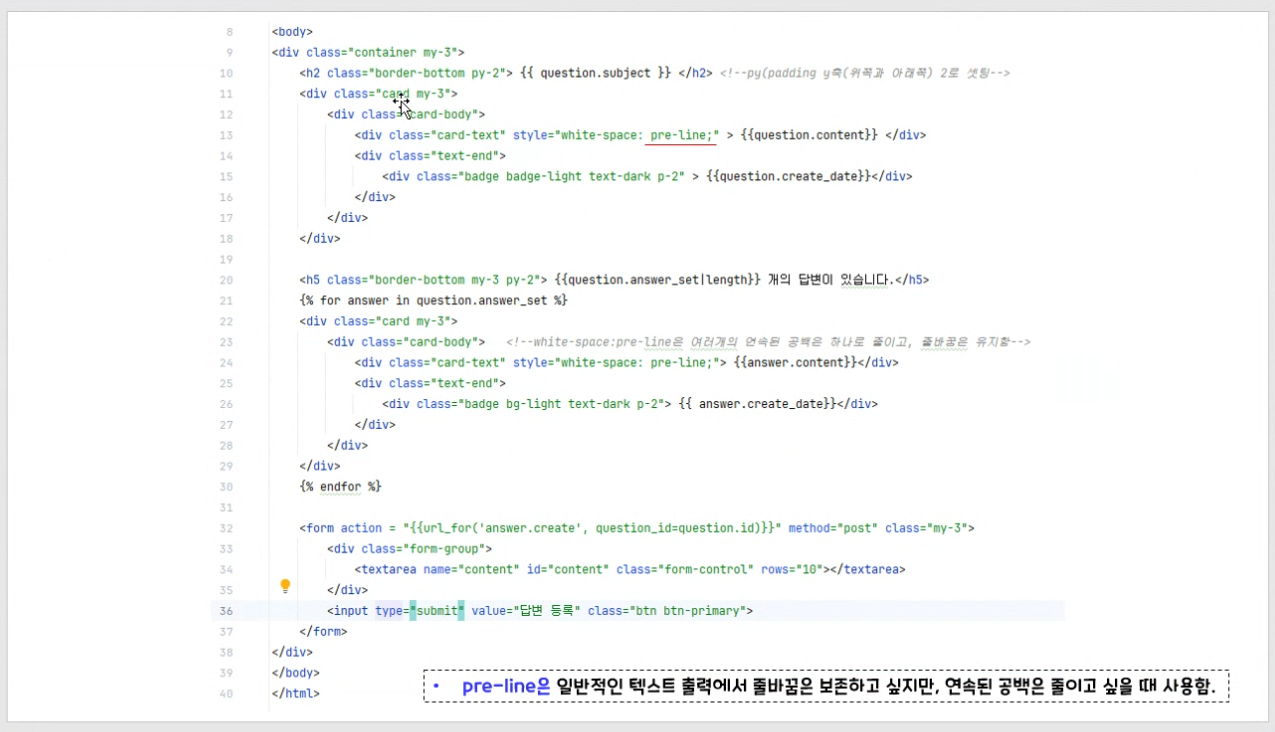 8 <body>
9 <div class="container my-3">
10 <h2 class="border-bottom py-2"> {{ question.subject }} </h2> <!--py(padding y축(위쪽과 아래쪽) 2로 셋팅-->
11 <div class="card my-3">
12 <div class="card-body">
13 <div class="card-text" style="white-space: pre-line;" > {{question.content}} </div>
14 <div class="text-end">
15 <div class="badge badge-light text-dark p-2" > {{question.create_date}}</div>
16 </div>
17 </div>
18 </div>
19
20 <h5 class="border-bottom my-3 py-2"> {{question.answer_set|length}} 개의 답변이 있습니다.</h5>
21 {% for answer in question.answer_set %}
22 <div class="card my-3">
23 <div class="card-body"> <!--white-space:pre-line은 여러개의 연속된 공백은 하나로 줄이고, 줄바꿈은 유지함-->
24 <div class="card-text" style="white-space: pre-line;"> {{answer.content}}</div>
25 <div class="text-end">
26 <div class="badge bg-light text-dark p-2"> {{ answer.create_date}}</div>
27 </div>
28 </div>
29 </div>
30 {% endfor %}
31
32 <form action = "{{url_for('answer.create', question_id=question.id)}}" method="post" class="my-3">
33 <div class="form-group">
34 <textarea name="content" id="content" class="form-control" rows="10"></textarea>
35 </div>
36 <input type="submit" value="답변 등록" class="btn btn-primary">
37 </form>
38 </div>
39 </body>
40 </html>
• pre-line은 일반적인 텍스트 출력에서 줄바꿈은 보존하고 싶지만, 연속된 공백은 줄이고 싶을 때 사용함.